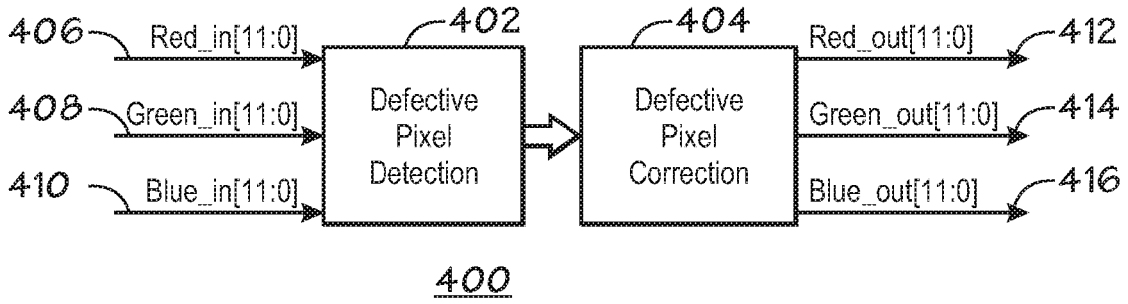 406 Red_in[11:0] 402 404 Red_out[11:0] 412
408 Green_in[11:0] Green_out[11:0] 414
410 Blue_in[11:0] Blue_out[11:0] 416
Defective
Pixel
Detection
Defective
Pixel
Correction
400